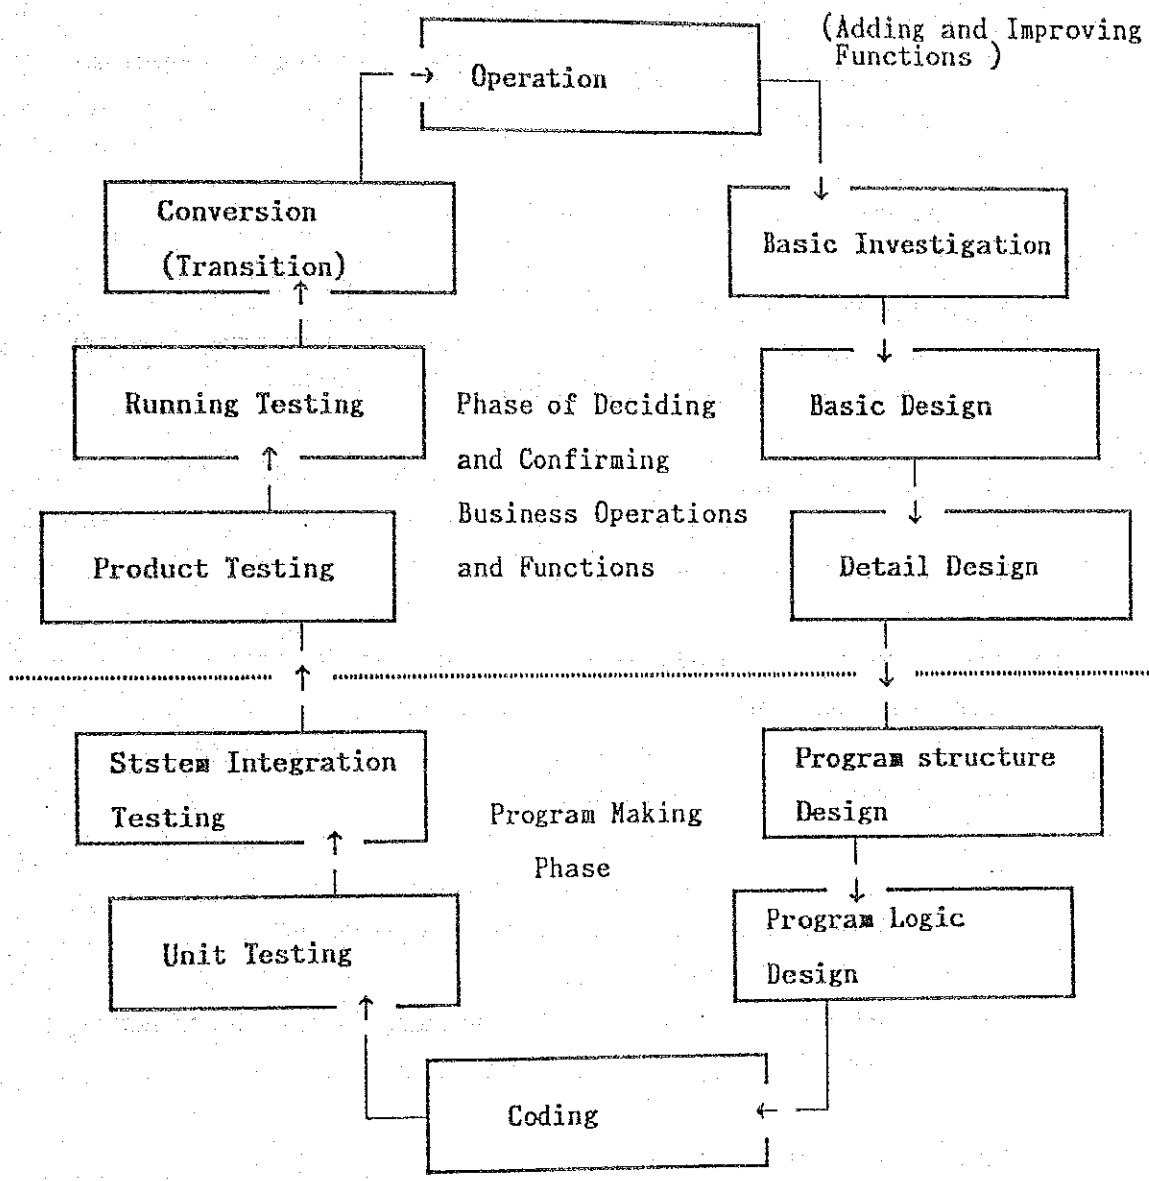 (Adding and Improving
Functions )
Operation
Conversion
(Transition)
Basic Investigation
Running Testing
Phase of Deciding
and Confirming
Business Operations
and Functions
Basic Design
Product Testing
Detail Design
Ststem Integration
Testing
Program Making
Phase
Program structure
Design
Unit Testing
Program Logic
Design
Coding